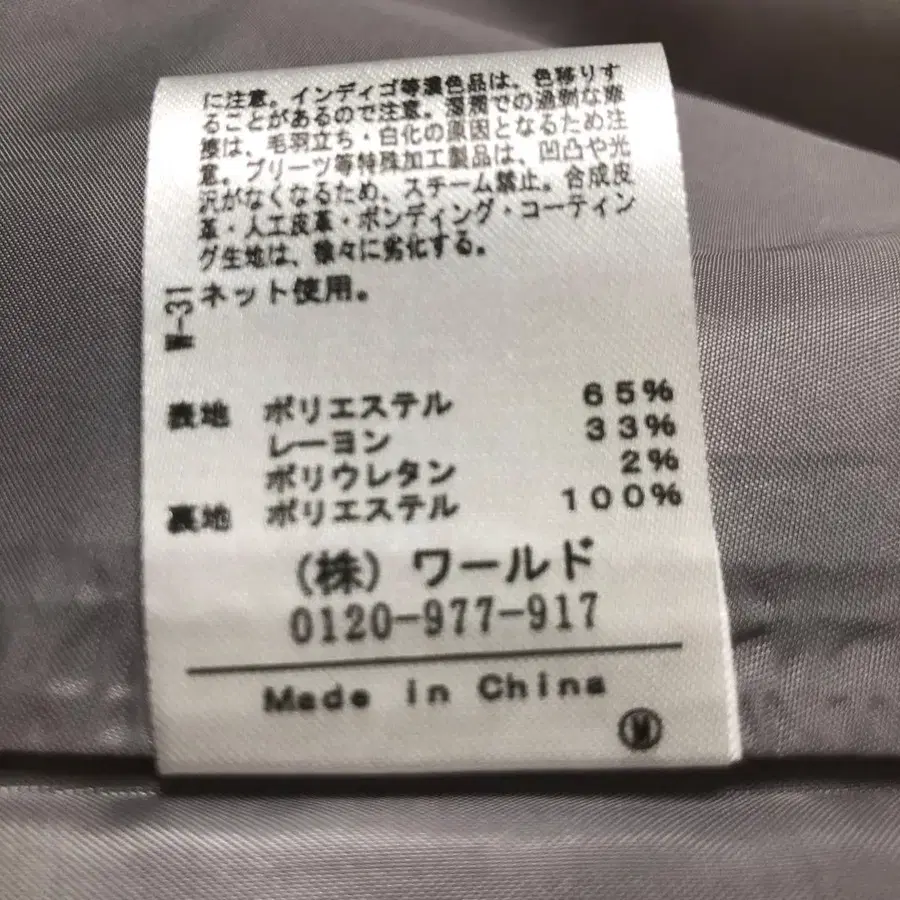 に注意。インディゴ等濃色品は、色移りす
ることがあるので注意。湿潤での過剰な摩
擦は、毛羽立ち・白化の原因となるため注
意。プリーツ等特殊加工製品は、凹凸や光
沢がなくなるため、スチーム禁止。合成皮
革・人工皮革・ボンディング・コーティン
グ生地は、徐々に劣化する。
ネット使用。
W-31
表地 ポリエステル 65%
レーヨン 33%
ポリウレタン 2%
裏地 ポリエステル 100%
(株) ワールド
0120-977-917
Made in China
M